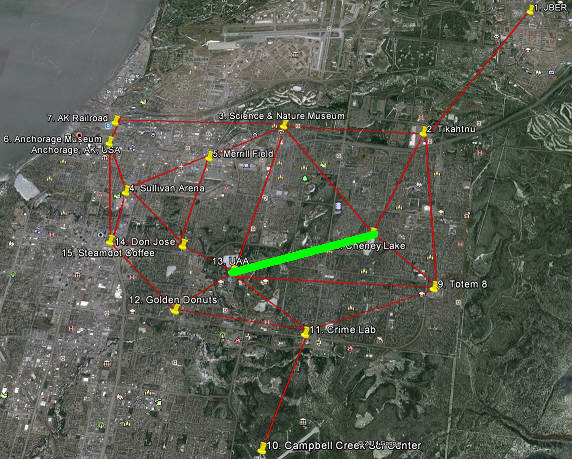 1. JBER
7. AK Railroad
3. Science & Nature Museum
2. Tikahtnu
6. Anchorage Museum
Anchorage, AK, USA
5. Merrill Field
4. Sullivan Arena
14. Don Jose
Cheney Lake
15. Steamdot Coffee
13. UAA
9. Totem 8
12. Golden Donuts
11. Crime Lab
10. Campbell Creek Sci Center